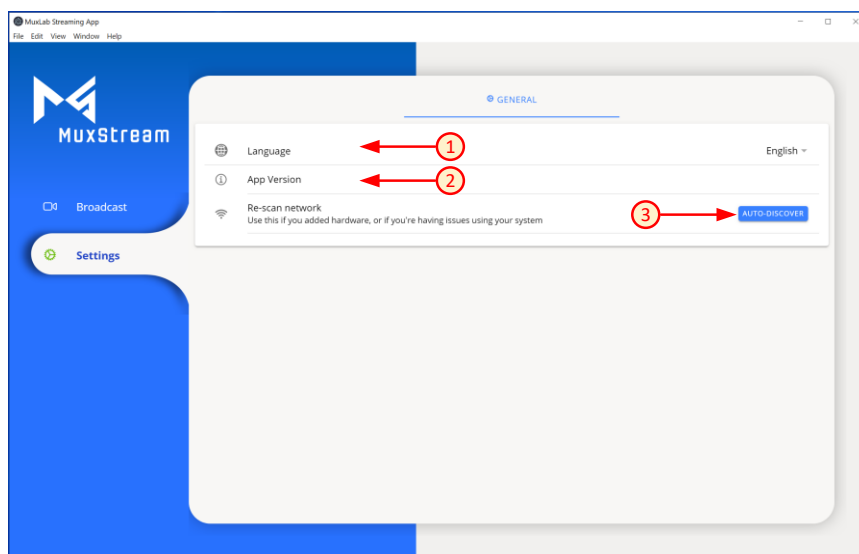 MuxLab Streaming App
File Edit View Window Help
MuxStream
GENERAL
Language
1
English
App Version
2
Broadcast
Re-scan network
Use this if you added hardware, or if you're having issues using your system
3
AUTO-DISCOVER
Settings